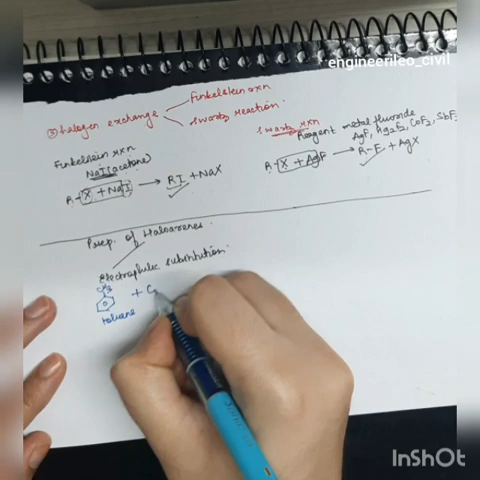 engineerileo_civil
③ halogen exchange
Finkelstein rxn
swarts reaction.
swarts rxn
Reagent metal fluoride
AgF, Hg2F2, CoF2, SbF3
Finkelstein rxn
NaI (acetone)
R-X + NaI → RI + NaX
R-X + AgF → R-F + AgX
Prep. of Haloarenes.
Electrophilic substitution.
CH3
+ C
toluene
InShOt